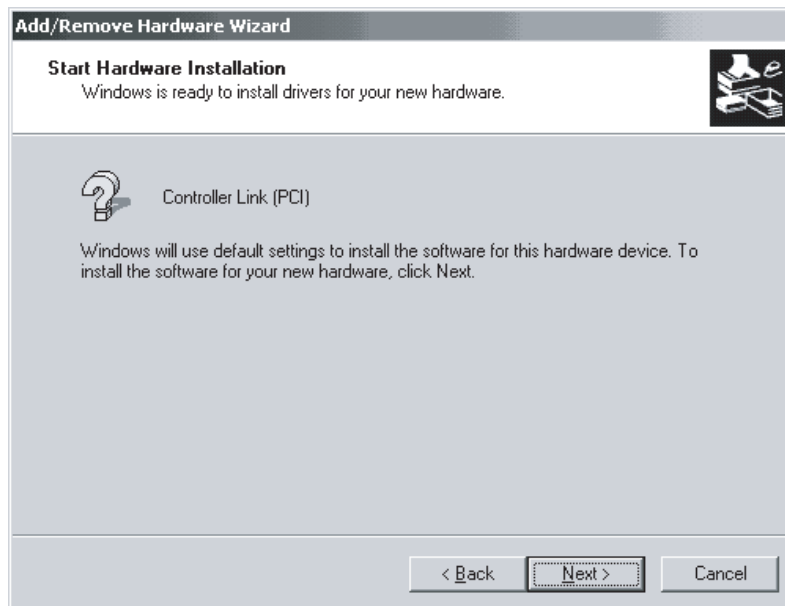 Add/Remove Hardware Wizard
Start Hardware Installation
Windows is ready to install drivers for your new hardware.
Controller Link (PCI)
Windows will use default settings to install the software for this hardware device. To
install the software for your new hardware, click Next.
< Back Next > Cancel